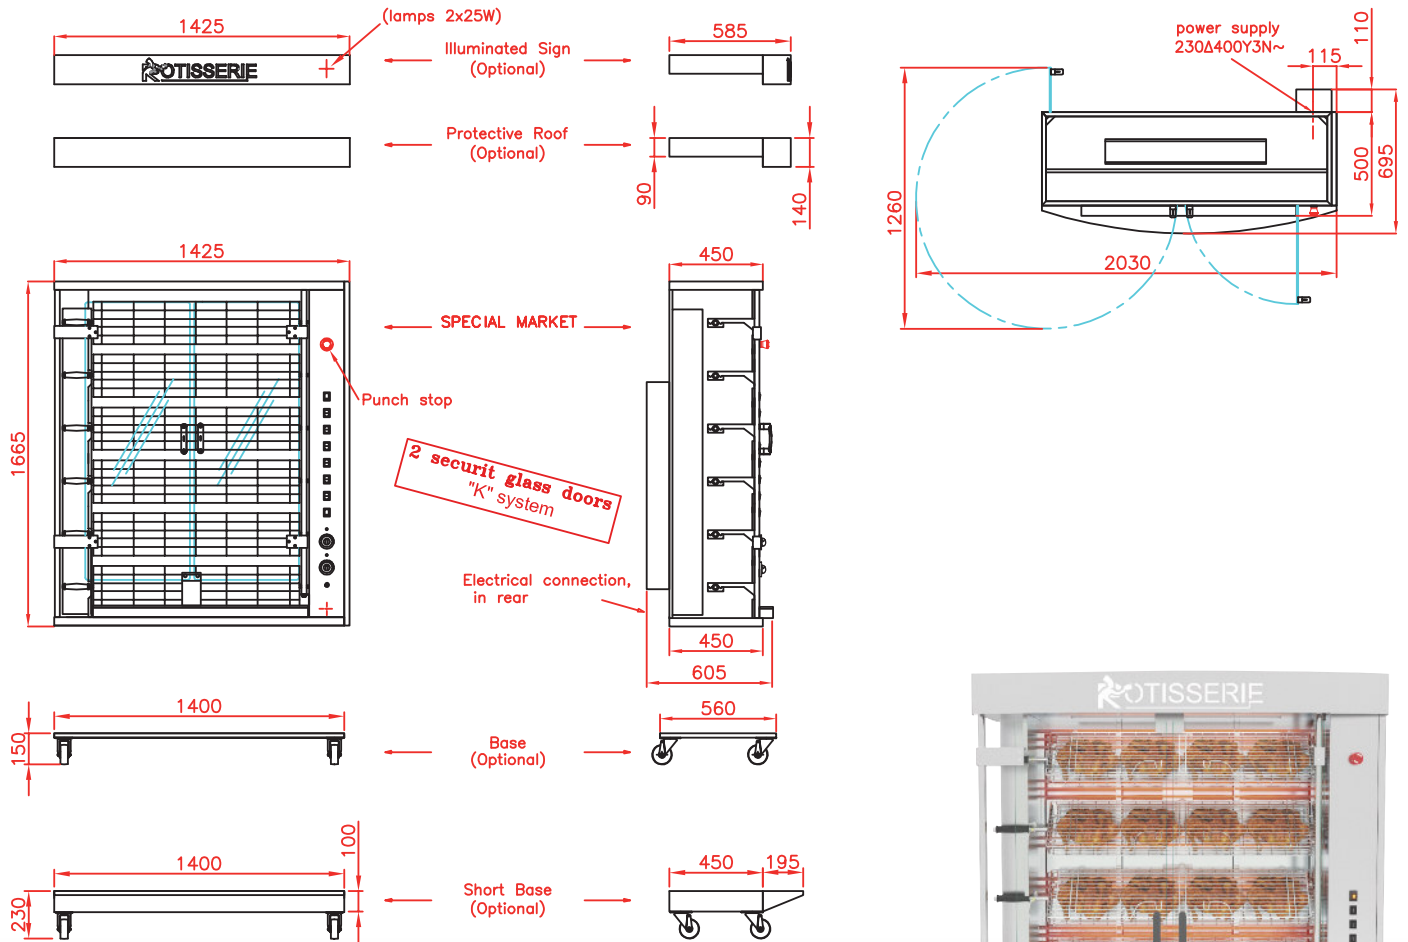 (lamps 2x25W)
1425
ROTISSERIE
Illuminated Sign
(Optional)
585
Protective Roof
(Optional)
90
140
power supply
230Δ400Y3N~
115
110
1260
500
695
2030
1425
1665
SPECIAL MARKET
450
Punch stop
2 securit glass doors
"K" system
Electrical connection,
in rear
450
605
1400
150
Base
(Optional)
560
1400
100
230
Short Base
(Optional)
450
195
ROTISSERIE